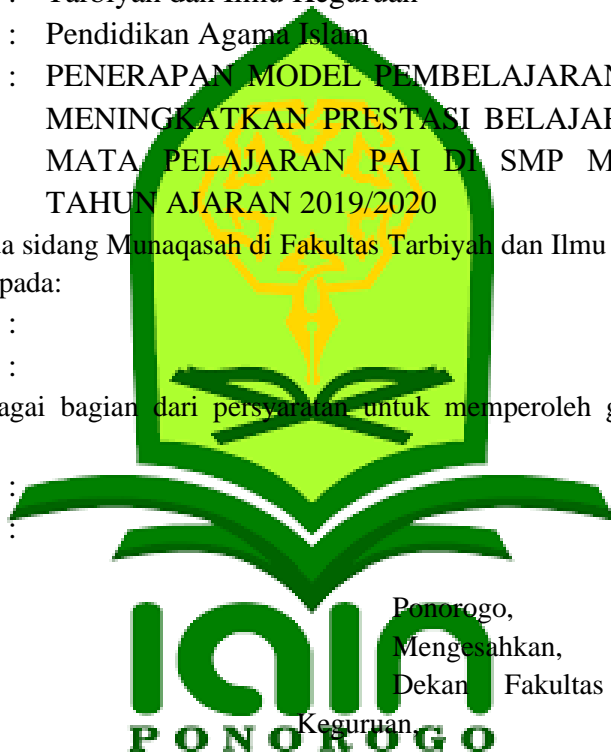 : Tarbiyah dan Ilmu Keguruan
: Pendidikan Agama Islam
: PENERAPAN MODEL PEMBELAJARAN
MENINGKATKAN PRESTASI BELAJAR
MATA PELAJARAN PAI DI SMP M
TAHUN AJARAN 2019/2020
a sidang Munaqasah di Fakultas Tarbiyah dan Ilmu
pada:
:
:
agai bagian dari persyaratan untuk memperoleh g
:
:
Ponorogo,
Mengesahkan,
Dekan Fakultas
Keguruan,
iain
PONOROGO